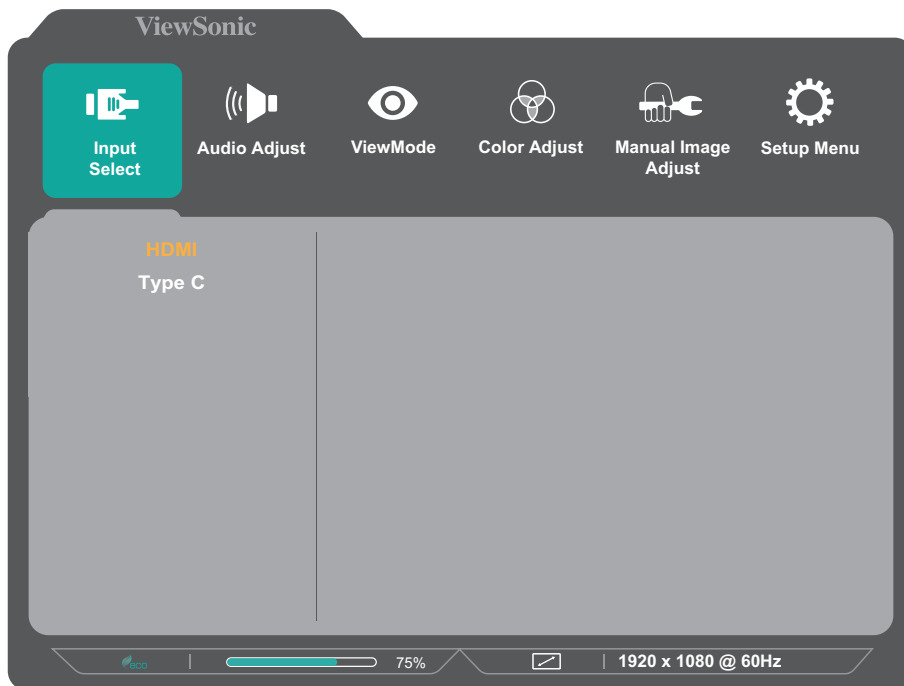 ViewSonic
Input
Select
Audio Adjust
ViewMode
Color Adjust
Manual Image
Adjust
Setup Menu
HDMI
Type C
eco
75%
1920 x 1080 @ 60Hz